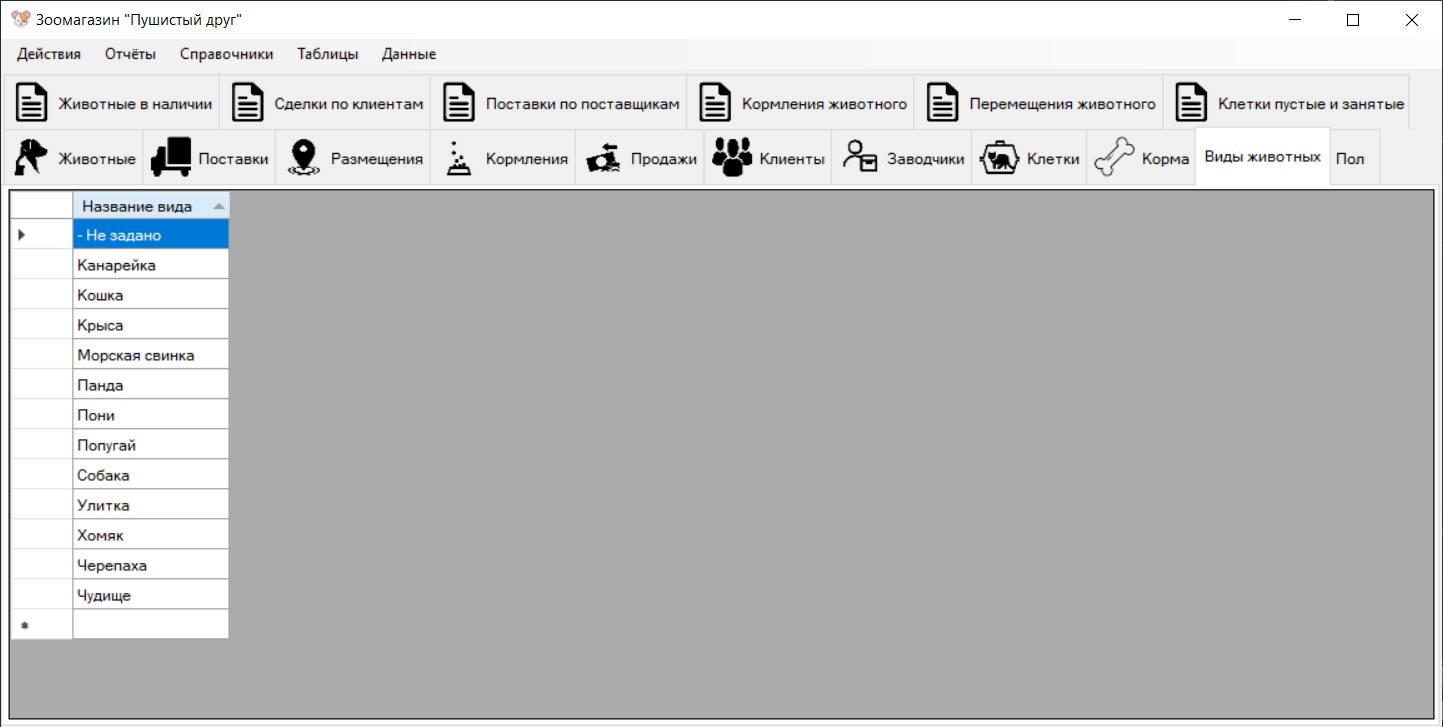 Зоомагазин "Пушистый друг"
Действия Отчёты Справочники Таблицы Данные
Животные в наличии Сделки по клиентам Поставки по поставщикам Кормления животного Перемещения животного Клетки пустые и занятые
Животные Поставки Размещения Кормления Продажи Клиенты Заводчики Клетки Корма Виды животных Пол
Название вида
- Не задано
Канарейка
Кошка
Крыса
Морская свинка
Панда
Пони
Попугай
Собака
Улитка
Хомяк
Черепаха
Чудище